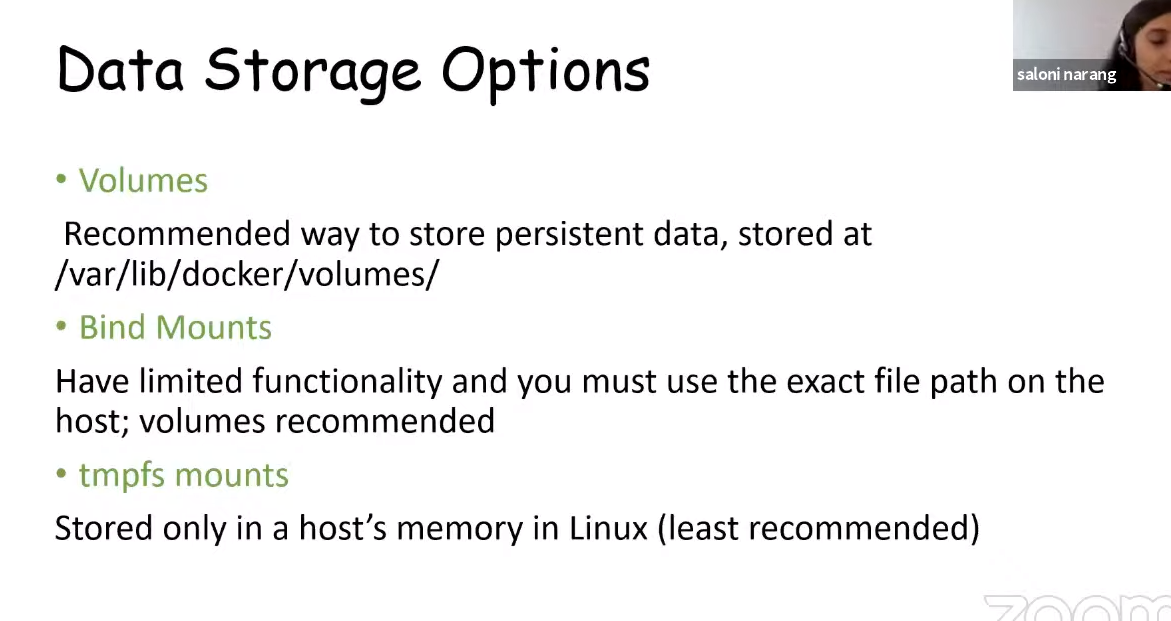 Data Storage Options
saloni narang
• Volumes
Recommended way to store persistent data, stored at
/var/lib/docker/volumes/
• Bind Mounts
Have limited functionality and you must use the exact file path on the
host; volumes recommended
• tmpfs mounts
Stored only in a host’s memory in Linux (least recommended)
zoom